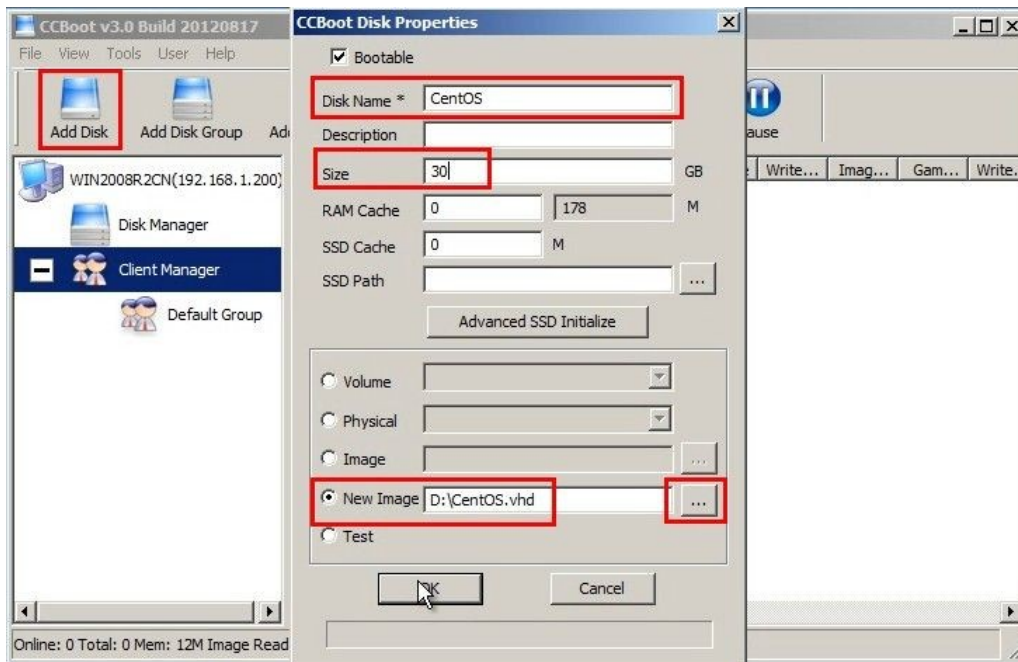 CCBoot v3.0 Build 20120817
File View Tools User Help
Add Disk
Add Disk Group
WIN2008R2CN(192.168.1.200)
Disk Manager
Client Manager
Default Group
Online: 0 Total: 0 Mem: 12M Image Read
CCBoot Disk Properties
Bootable
Disk Name * CentOS
Description
Size 30 GB
RAM Cache 0 178 M
SSD Cache 0 M
SSD Path ...
Advanced SSD Initialize
Volume
Physical
Image ...
New Image D:\CentOS.vhd ...
Test
OK Cancel
Write... Imag... Gam... Write.